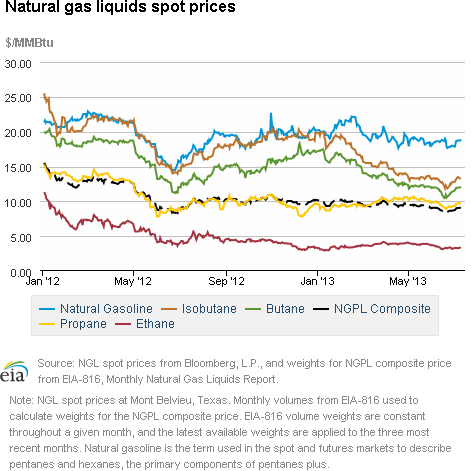 Natural gas liquids spot prices
$/MMBtu
30.00
25.00
20.00
15.00
10.00
5.00
0.00
Jan '12 May '12 Sep '12 Jan '13 May '13
Natural Gasoline Isobutane Butane NGPL Composite
Propane Ethane
eia
Source: NGL spot prices from Bloomberg, L.P., and weights for NGPL composite price
from EIA-816, Monthly Natural Gas Liquids Report.
Note: NGL spot prices at Mont Belvieu, Texas. Monthly volumes from EIA-816 used to
calculate weights for the NGPL composite price. EIA-816 volume weights are constant
throughout a given month, and the latest available weights are applied to the three most
recent months. Natural gasoline is the term used in the spot and futures markets to describe
pentanes and hexanes, the primary components of pentanes plus.